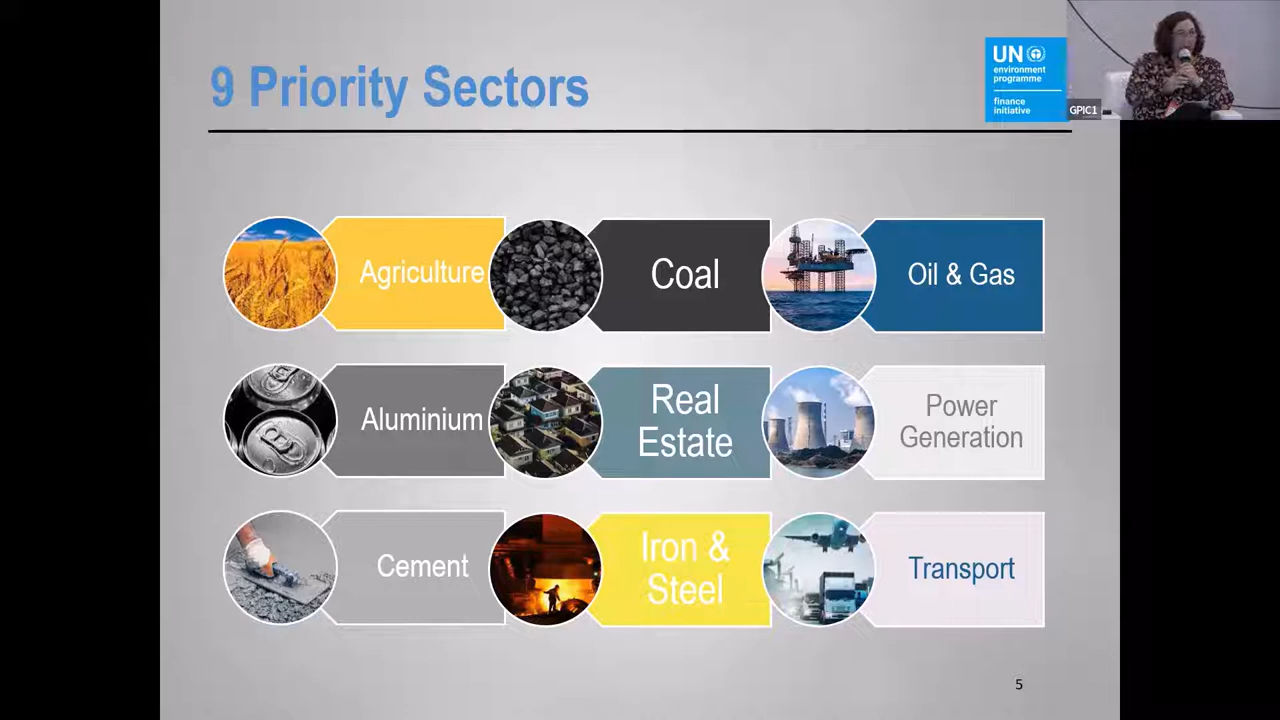 9 Priority Sectors
UN
environment
programme
finance
initiative
GPIC1
Agriculture
Coal
Oil & Gas
Aluminium
Real
Estate
Power
Generation
Cement
Iron &
Steel
Transport
5